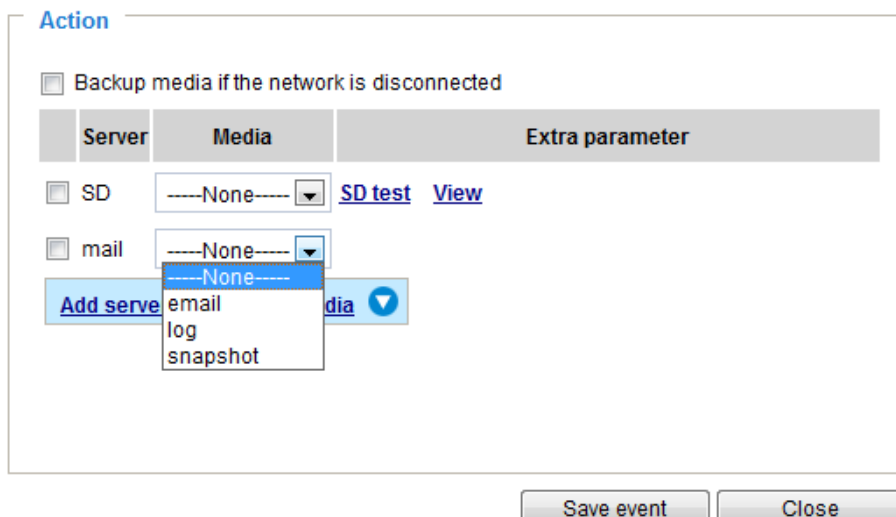 Action
Backup media if the network is disconnected
Server Media Extra parameter
SD -----None----- SD test View
mail -----None-----
-----None-----
email
log
snapshot
Add serve dia
Save event Close